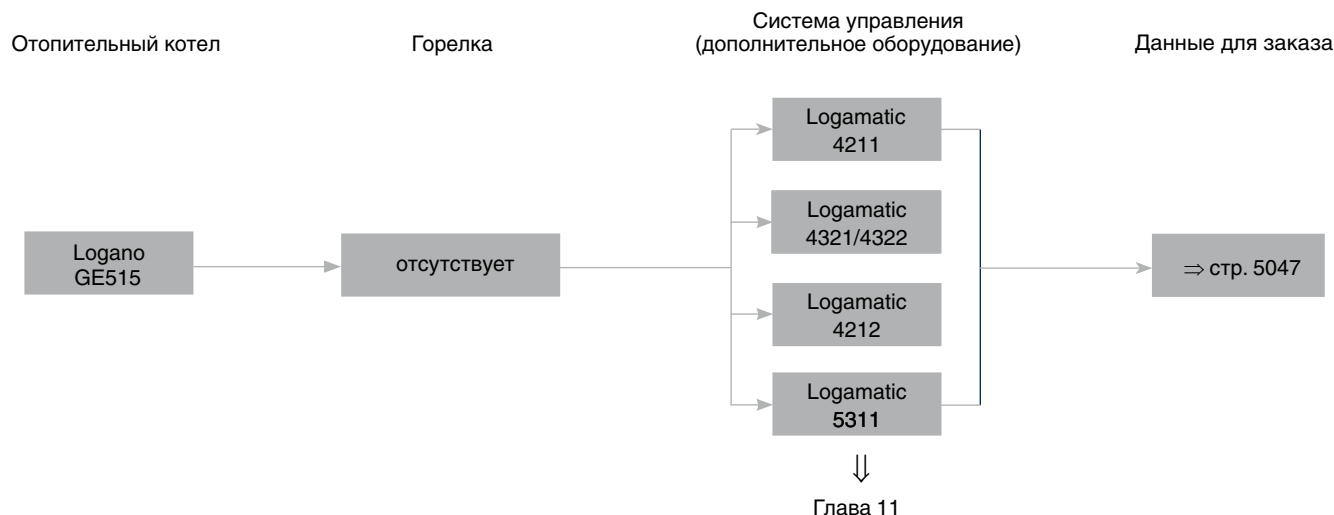 Отопительный котел
Горелка
Система управления
(дополнительное оборудование)
Данные для заказа
Logamatic
4211
Logamatic
4321/4322
Logano
GE515
отсутствует
⇒ стр. 5047
Logamatic
4212
Logamatic
5311
⇓
Глава 11